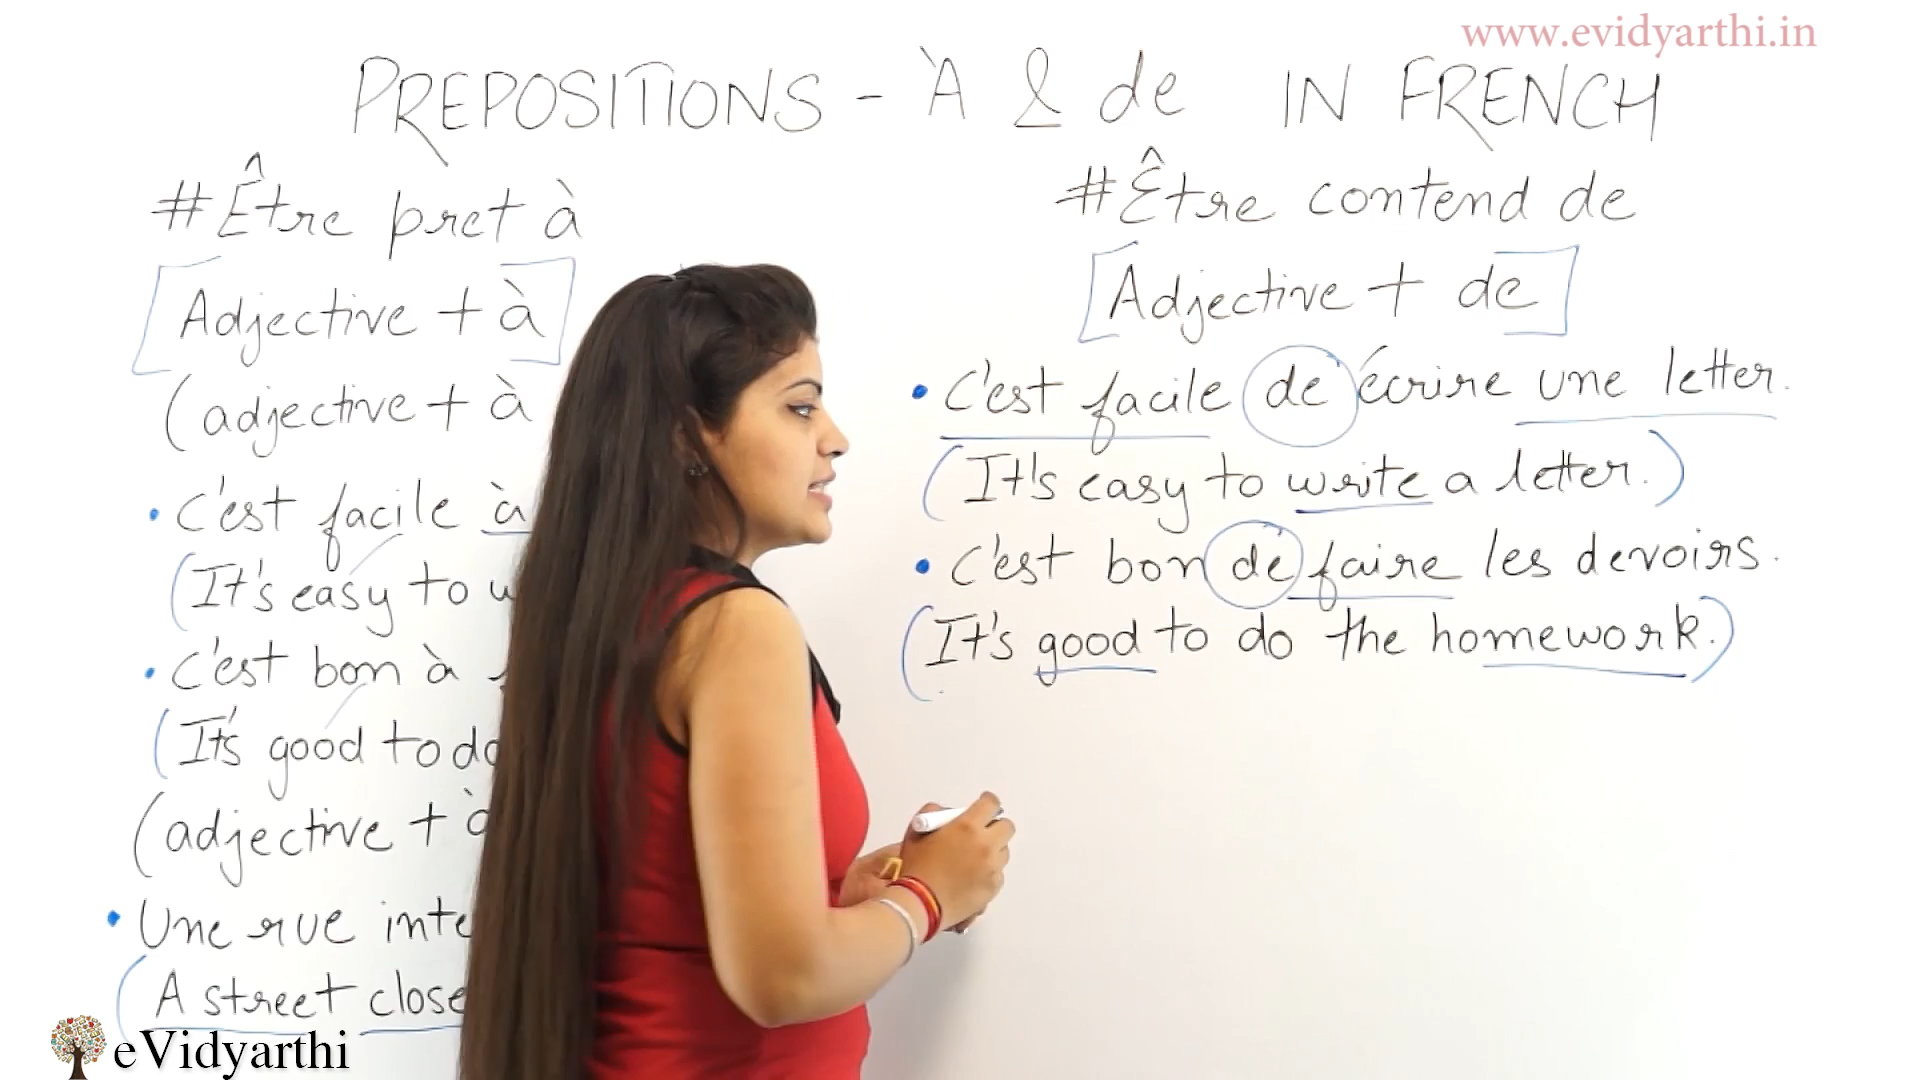 www.evidyarthi.in
PREPOSITIONS - À & de IN FRENCH
#Être pret à
Adjective + à
(adjective + à
• C'est facile à
(It's easy to
• C'est bon à
(It's good to do
(adjective + à
• Une rue inte
(A street close
#Être contend de
Adjective + de
• C'est facile de écrire une letter.
(It's easy to write a letter.)
• C'est bon de faire les devoirs.
(It's good to do the homework.)
eVidyarthi